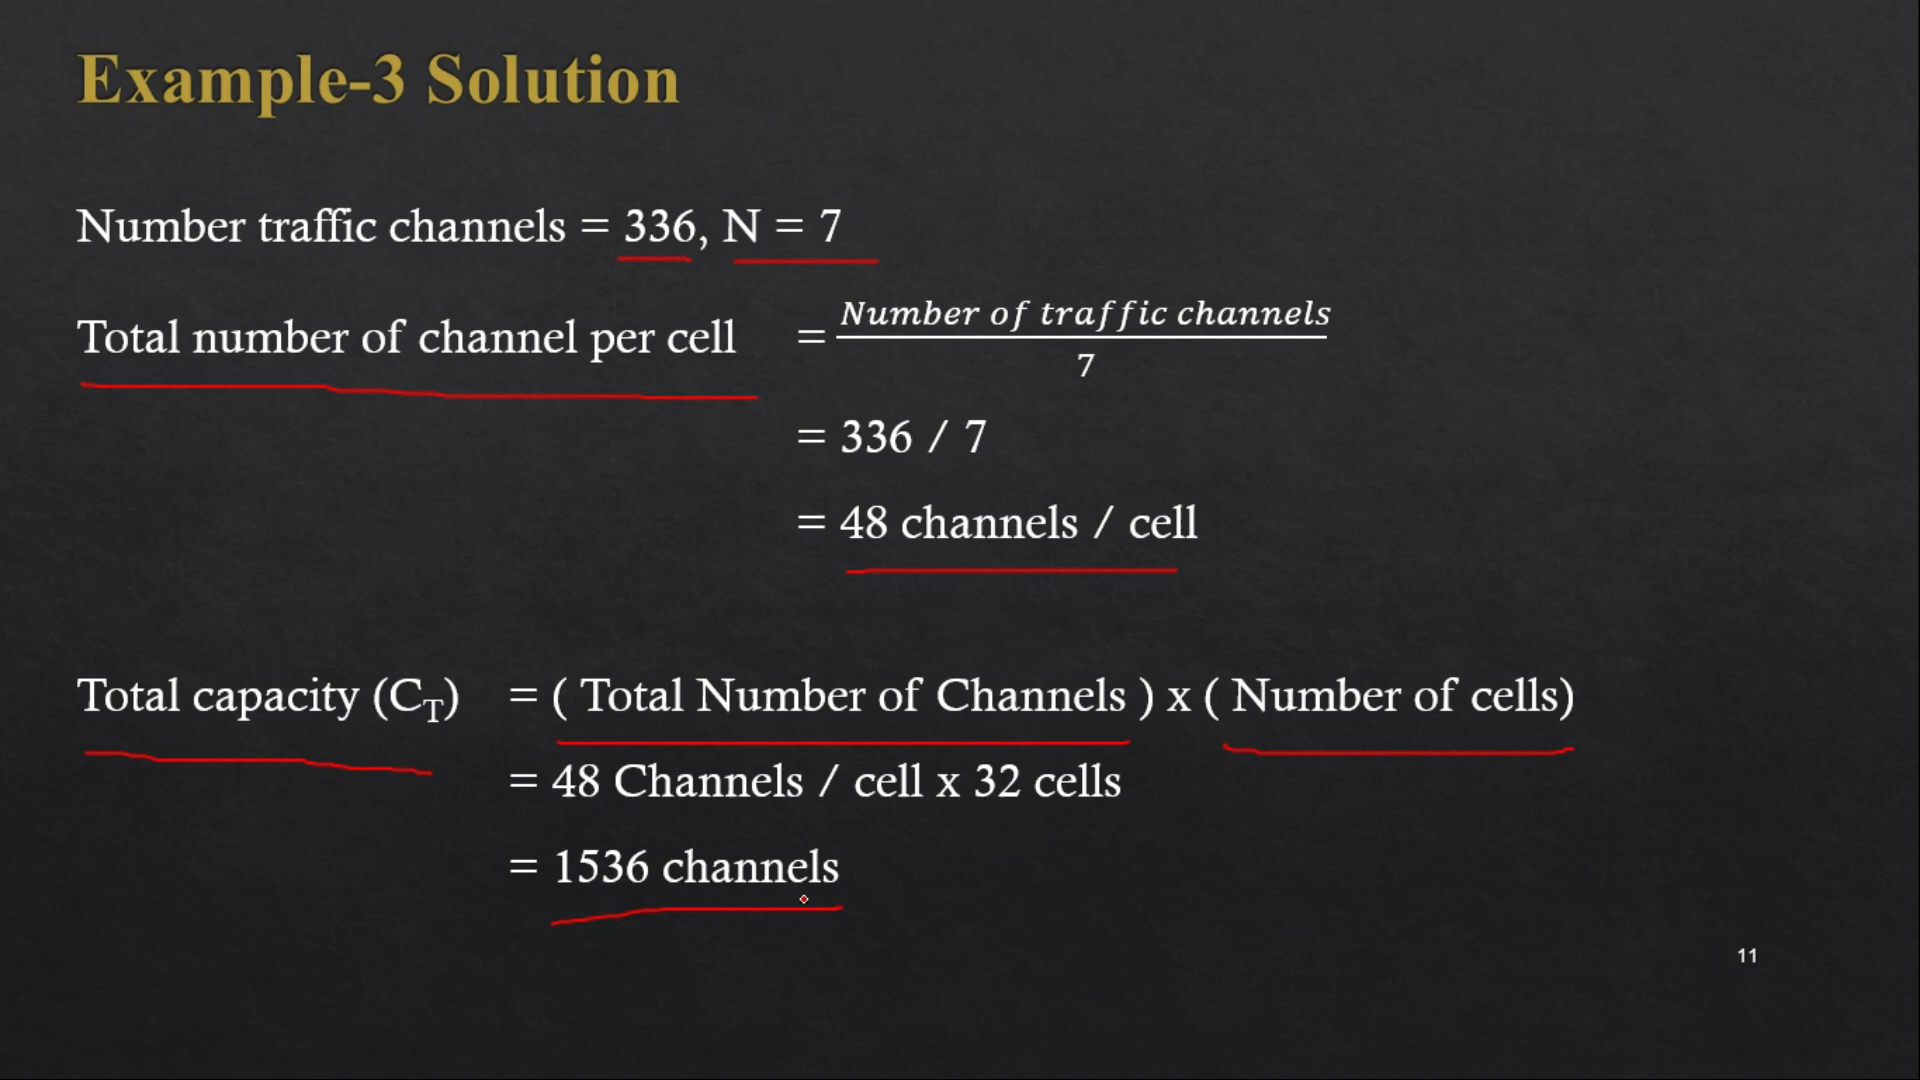 Example-3 Solution
Number traffic channels = 336, N = 7
Total number of channel per cell = Number of traffic channels / 7
= 336 / 7
= 48 channels / cell
Total capacity (C_T) = ( Total Number of Channels ) x ( Number of cells)
= 48 Channels / cell x 32 cells
= 1536 channels
11